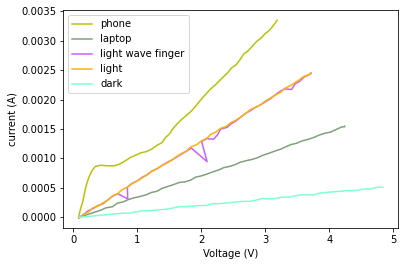 0.0035
0.0030
0.0025
0.0020
0.0015
0.0010
0.0005
0.0000
current (A)
phone
laptop
light wave finger
light
dark
0 1 2 3 4 5
Voltage (V)